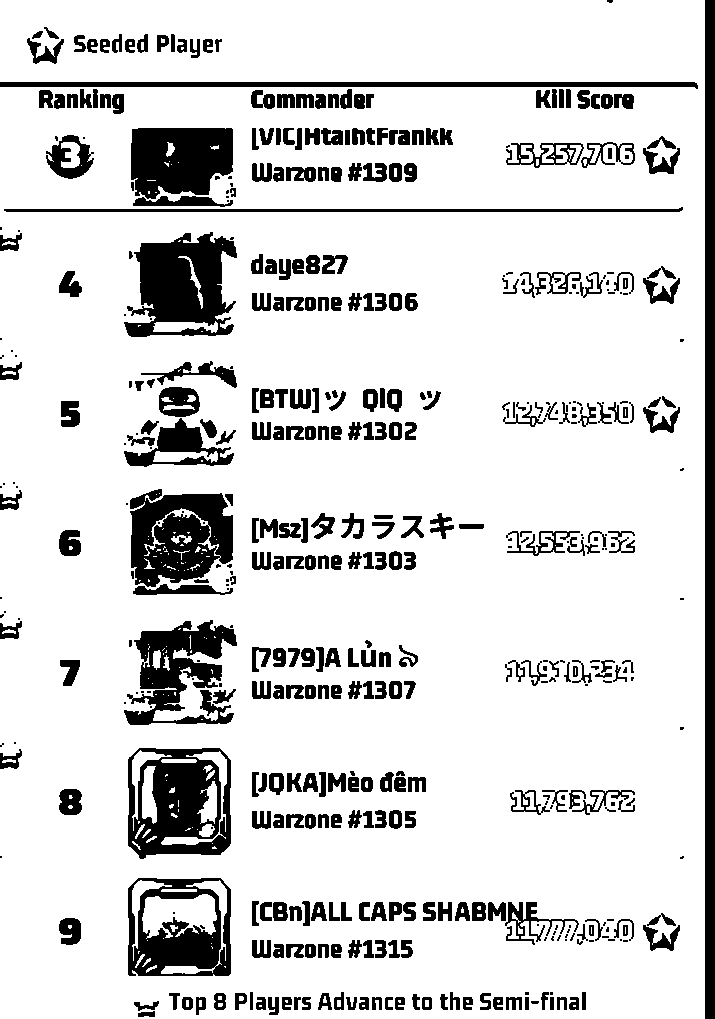 Seeded Player
Ranking Commander Kill Score
3 [VIC]HtaihtFrankk 15,257,706
Warzone #1309
4 daye827 14,326,140
Warzone #1306
5 [BTW]ツ QIQ ツ 12,748,350
Warzone #1302
6 [Msz]タカラスキー 12,553,962
Warzone #1303
7 [7979]A Lủn 11,910,234
Warzone #1307
8 [JQKA]Mèo đêm 11,793,762
Warzone #1305
9 [CBn]ALL CAPS SHABMNE 11,777,040
Warzone #1315
Top 8 Players Advance to the Semi-final